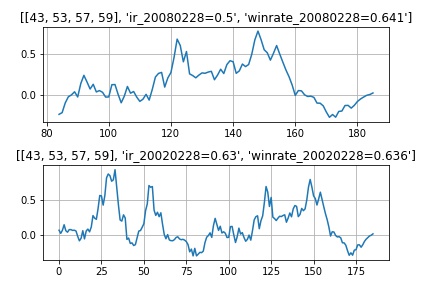 [[43, 53, 57, 59], 'ir_20080228=0.5', 'winrate_20080228=0.641']
0.5
0.0
80 100 120 140 160 180
[[43, 53, 57, 59], 'ir_20020228=0.63', 'winrate_20020228=0.636']
0.5
0.0
0 25 50 75 100 125 150 175